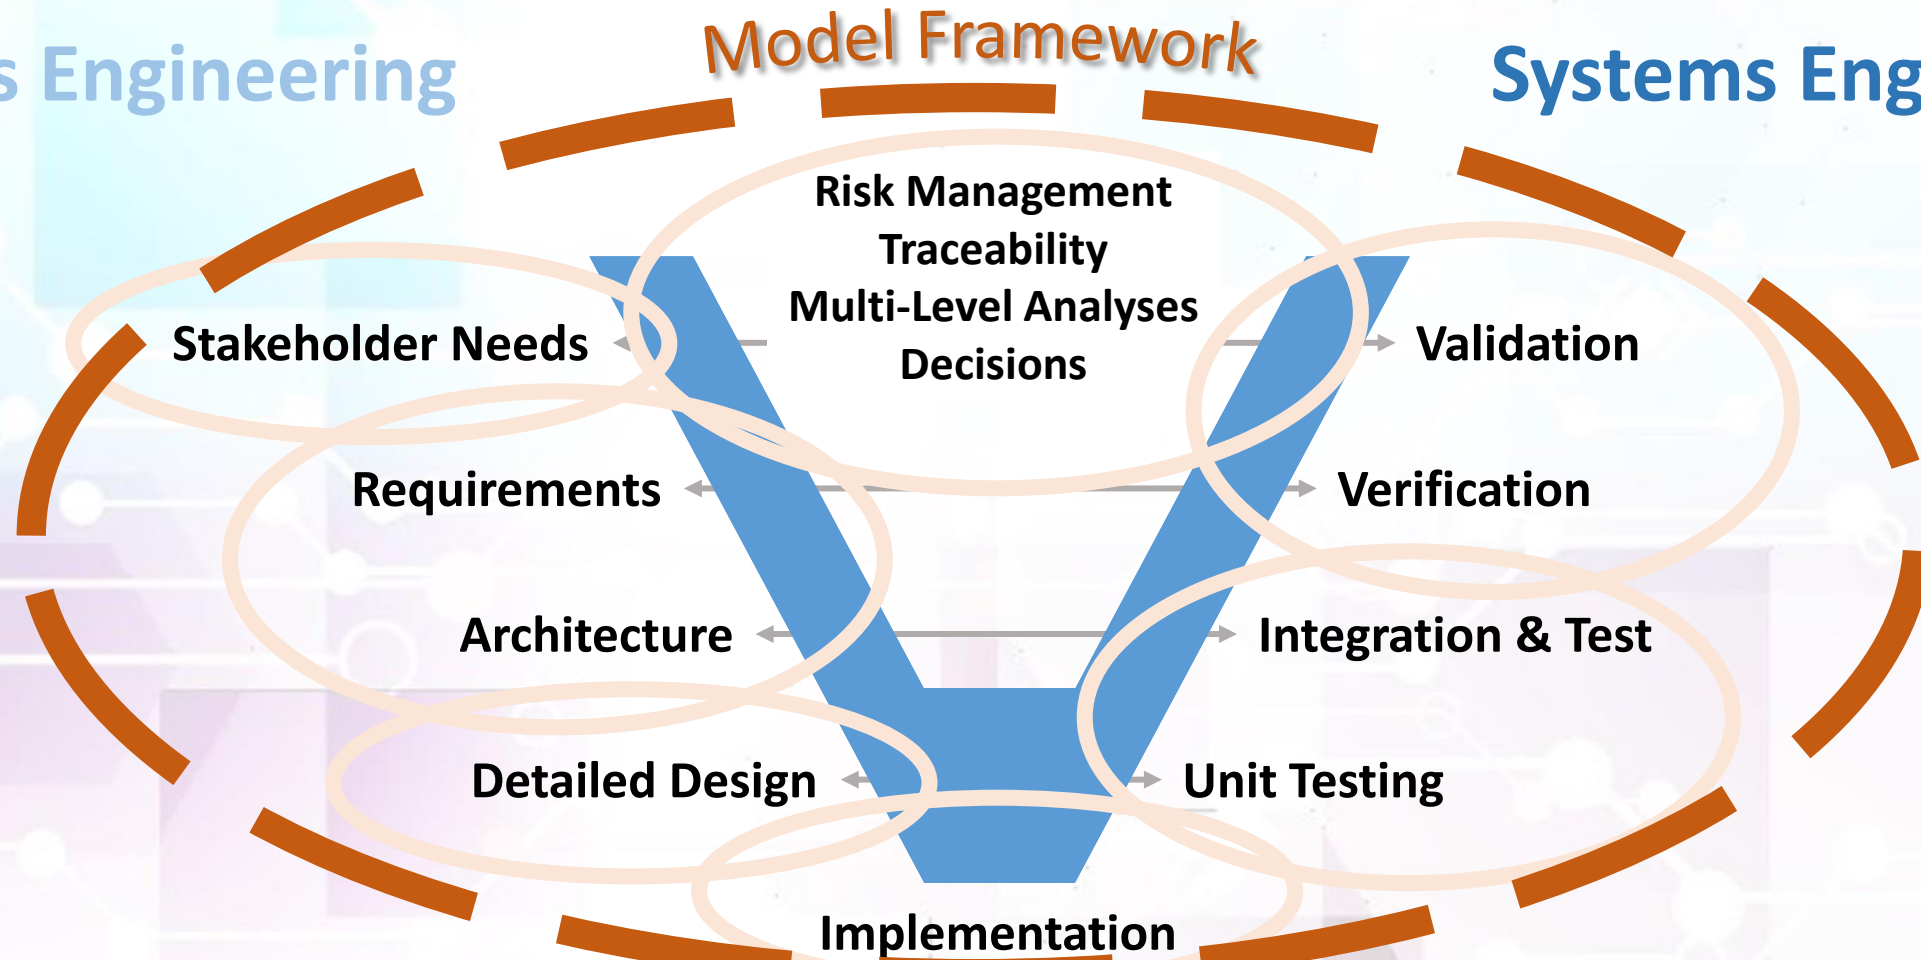 Model Framework
s Engineering
Systems Eng
Risk Management
Traceability
Multi-Level Analyses
Decisions
Stakeholder Needs
Validation
Requirements
Verification
Architecture
Integration & Test
Detailed Design
Unit Testing
Implementation